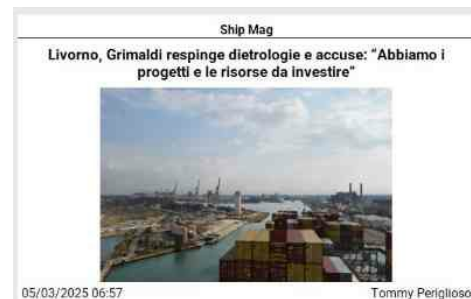 Ship Mag
Livorno, Grimaldi respinge dietrologie e accuse: “Abbiamo i
progetti e le risorse da investire”
05/03/2025 06:57
Tommy Periglioso